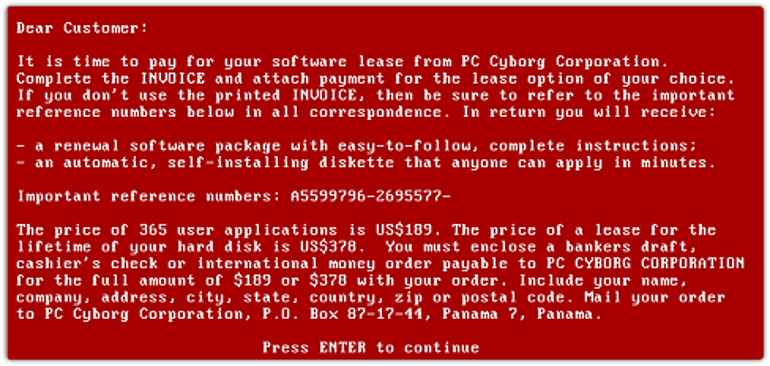 Dear Customer:
It is time to pay for your software lease from PC Cyborg Corporation.
Complete the INVOICE and attach payment for the lease option of your choice.
If you don't use the printed INVOICE, then be sure to refer to the important
reference numbers below in all correspondence. In return you will receive:
- a renewal software package with easy-to-follow, complete instructions;
- an automatic, self-installing diskette that anyone can apply in minutes.
Important reference numbers: A5599796-2695577-
The price of 365 user applications is US$189. The price of a lease for the
lifetime of your hard disk is US$378. You must enclose a bankers draft,
cashier's check or international money order payable to PC CYBORG CORPORATION
for the full amount of $189 or $378 with your order. Include your name,
company, address, city, state, country, zip or postal code. Mail your order
to PC Cyborg Corporation, P.O. Box 87-17-44, Panama 7, Panama.
Press ENTER to continue